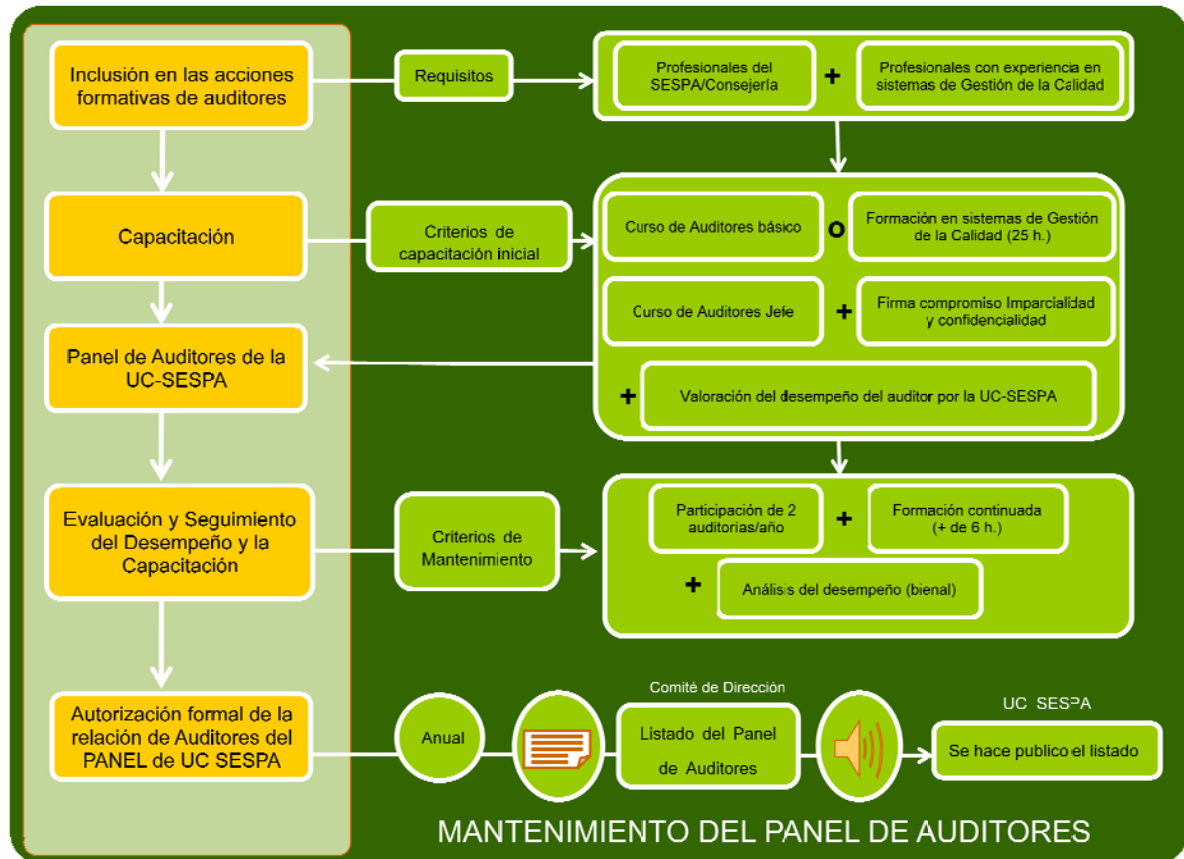 Inclusión en las acciones
formativas de auditores
Requisitos
Profesionales del
SESPA/Consejería
+
Profesionales con experiencia en
sistemas de Gestión de la Calidad
Capacitación
Criterios de
capacitación inicial
Curso de Auditores básico
O
Formación en sistemas de Gestión
de la Calidad (25 h.)
Curso de Auditores Jefe
+
Firma compromiso Imparcialidad
y confidencialidad
+
Valoración del desempeño del auditor por la UC-SESPA
Panel de Auditores de la
UC-SESPA
Evaluación y Seguimiento
del Desempeño y la
Capacitación
Criterios de
Mantenimiento
Participación de 2
auditorías/año
+
Formación continuada
(+ de 6 h.)
+
Análisis del desempeño (bienal)
Autorización formal de la
relación de Auditores del
PANEL de UC SESPA
Anual
Comité de Dirección
Listado del Panel
de Auditores
UC SESPA
Se hace publico el listado
MANTENIMIENTO DEL PANEL DE AUDITORES